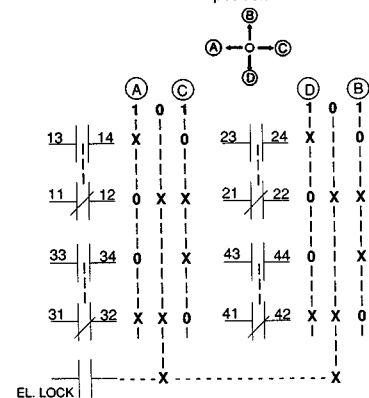 B
A C
D
A C D B
1 0 1 1 0 1
13 14 X 0 23 24 X 0
11 12 0 X X 21 22 0 X X
33 34 0 X 43 44 0 X
31 32 X X 0 41 42 X X 0
EL. LOCK X X